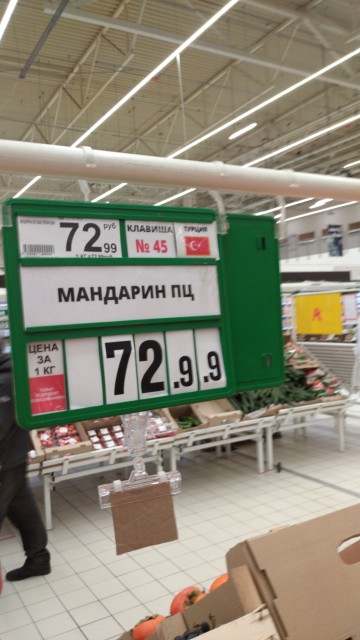 72 руб
99
КЛАВИША
№ 45
ТУРЦИЯ
МАНДАРИН ПЦ
ЦЕНА
ЗА
1 КГ
72.9.9